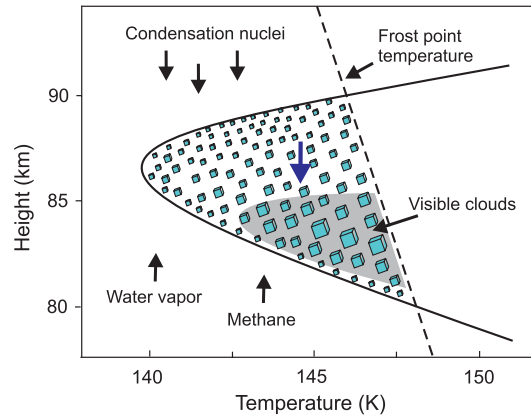 Condensation nuclei
Frost point
temperature
90
85
80
Height (km)
Visible clouds
Water vapor
Methane
140
145
150
Temperature (K)